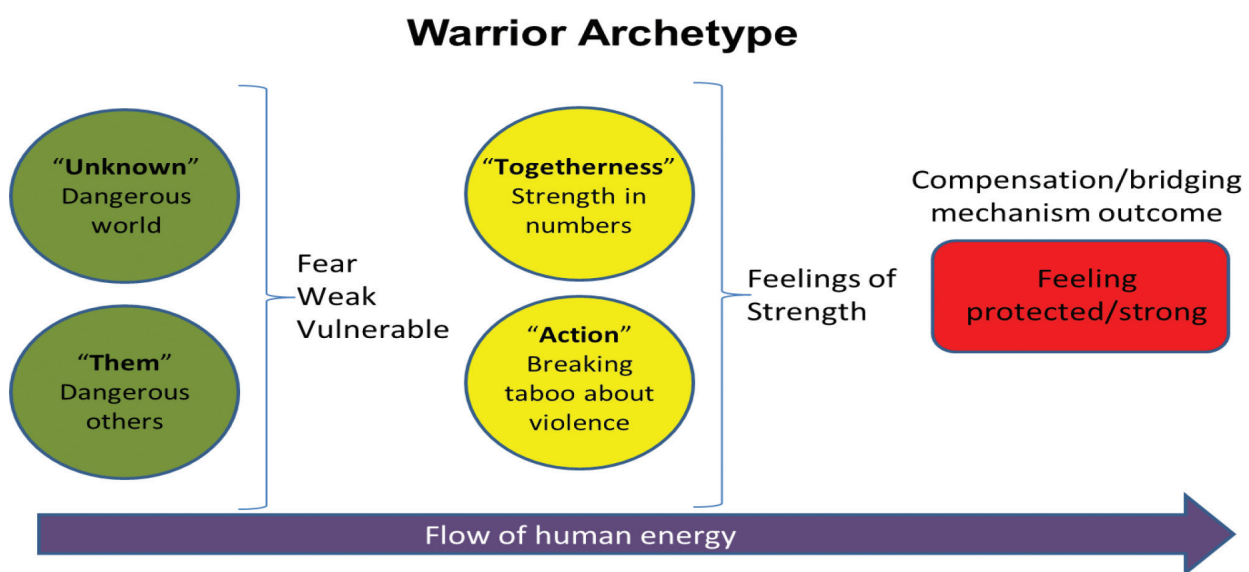 Warrior Archetype
“Unknown”
Dangerous
world
“Them”
Dangerous
others
Fear
Weak
Vulnerable
“Togetherness”
Strength in
numbers
“Action”
Breaking
taboo about
violence
Feelings of
Strength
Compensation/bridging
mechanism outcome
Feeling
protected/strong
Flow of human energy